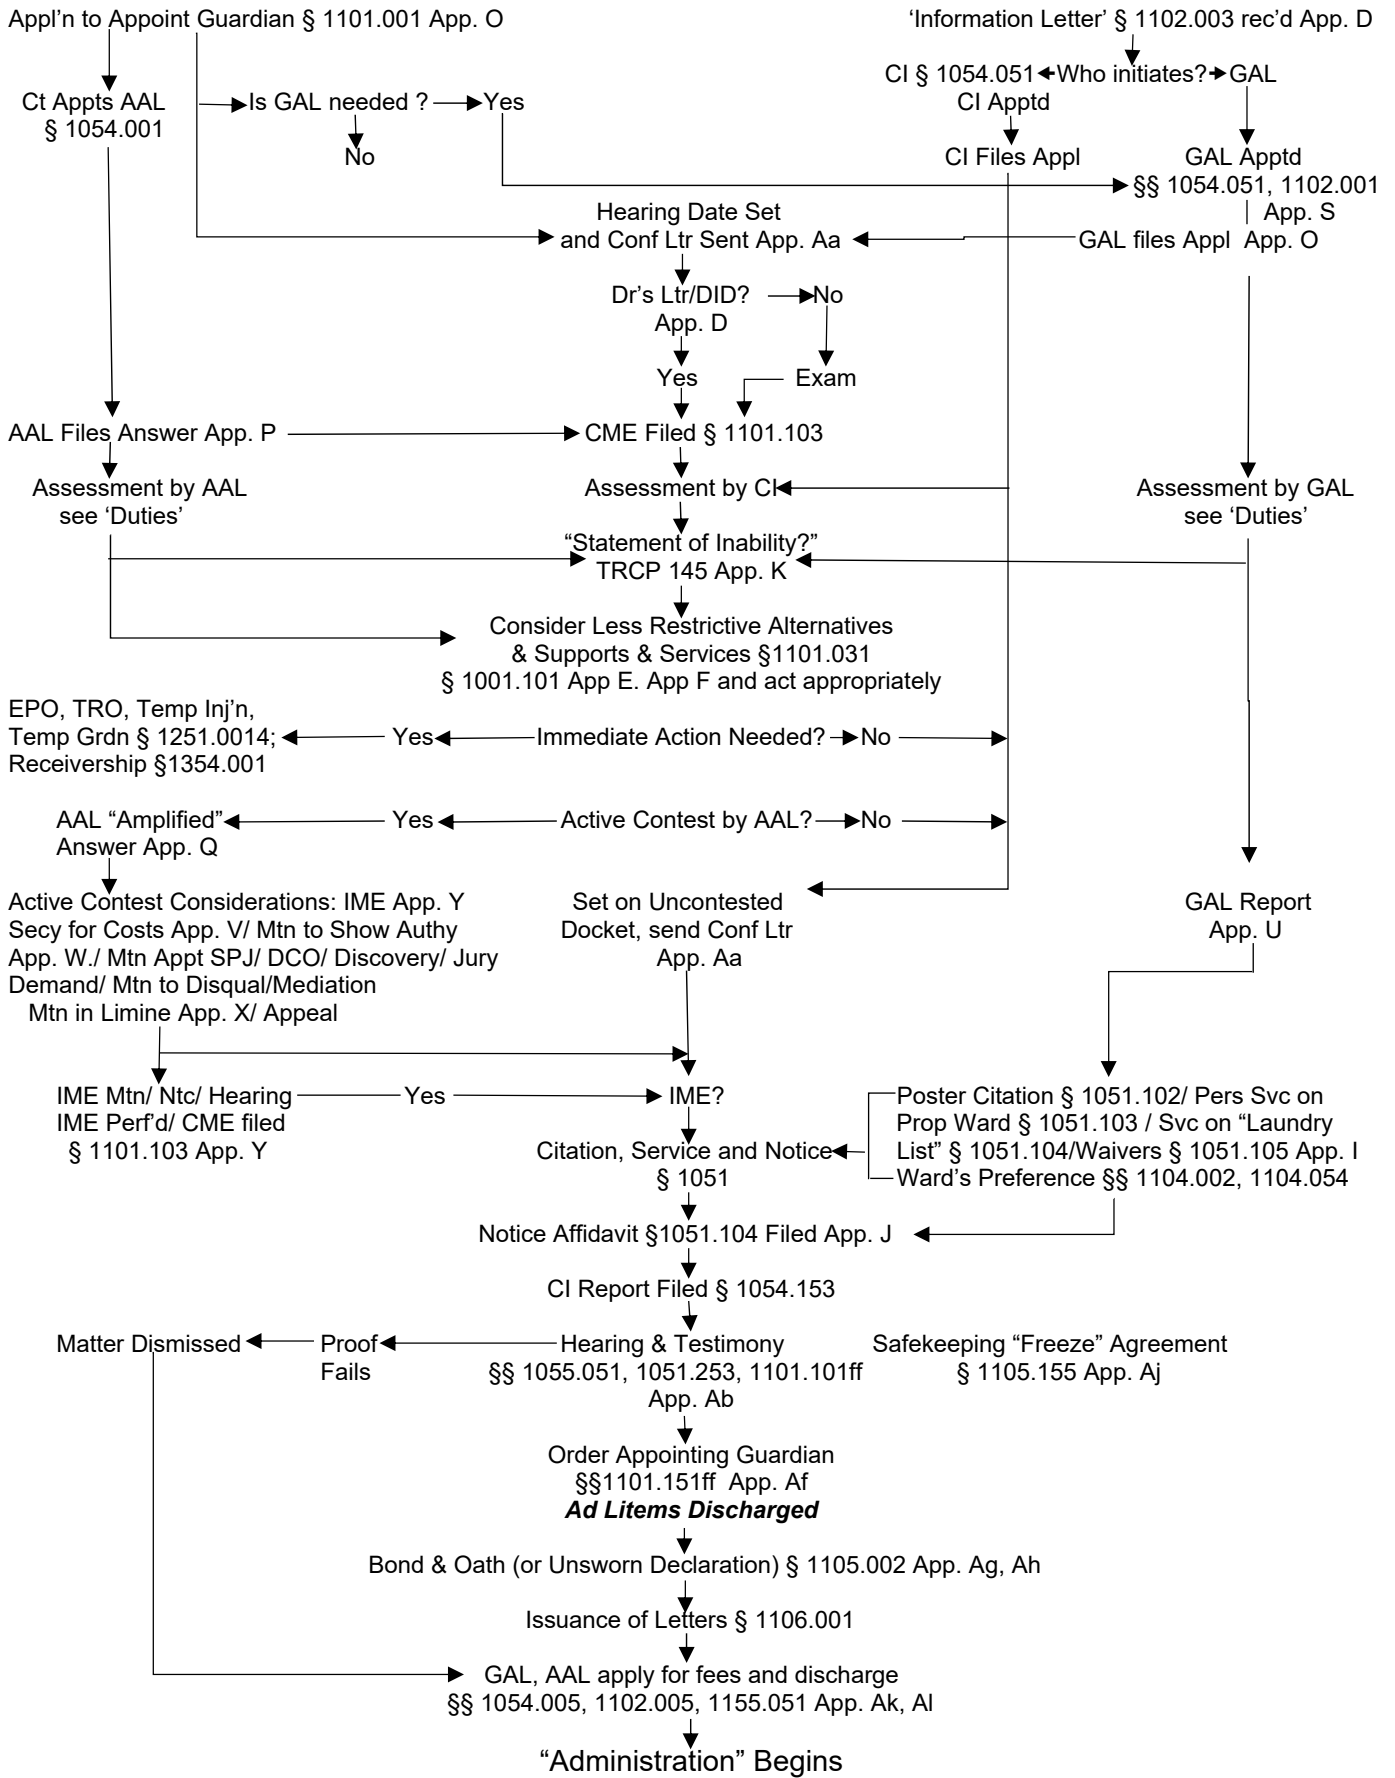 Appl’n to Appoint Guardian § 1101.001 App. O
‘Information Letter’ § 1102.003 rec’d App. D
CI § 1054.051
Who initiates?
GAL
Ct Appts AAL
§ 1054.001
Is GAL needed ?
Yes
No
CI Apptd
CI Files Appl
GAL Apptd
§§ 1054.051, 1102.001
App. S
Hearing Date Set
and Conf Ltr Sent App. Aa
GAL files Appl App. O
Dr’s Ltr/DID?
App. D
No
Yes
Exam
AAL Files Answer App. P
CME Filed § 1101.103
Assessment by AAL
see ‘Duties’
Assessment by CI
Assessment by GAL
see ‘Duties’
“Statement of Inability?”
TRCP 145 App. K
Consider Less Restrictive Alternatives
& Supports & Services §1101.031
§ 1001.101 App E. App F and act appropriately
EPO, TRO, Temp Inj’n,
Temp Grdn § 1251.0014;
Receivership §1354.001
Yes
Immediate Action Needed?
No
AAL “Amplified”
Answer App. Q
Yes
Active Contest by AAL?
No
Active Contest Considerations: IME App. Y
Secy for Costs App. V/ Mtn to Show Authy
App. W./ Mtn Appt SPJ/ DCO/ Discovery/ Jury
Demand/ Mtn to Disqual/Mediation
Mtn in Limine App. X/ Appeal
Set on Uncontested
Docket, send Conf Ltr
App. Aa
GAL Report
App. U
IME Mtn/ Ntc/ Hearing
IME Perf’d/ CME filed
§ 1101.103 App. Y
Yes
IME?
Poster Citation § 1051.102/ Pers Svc on
Prop Ward § 1051.103 / Svc on “Laundry
List” § 1051.104/Waivers § 1051.105 App. I
Ward’s Preference §§ 1104.002, 1104.054
Citation, Service and Notice
§ 1051
Notice Affidavit §1051.104 Filed App. J
CI Report Filed § 1054.153
Matter Dismissed
Proof
Fails
Hearing & Testimony
§§ 1055.051, 1051.253, 1101.101ff
App. Ab
Safekeeping “Freeze” Agreement
§ 1105.155 App. Aj
Order Appointing Guardian
§§1101.151ff App. Af
Ad Litems Discharged
Bond & Oath (or Unsworn Declaration) § 1105.002 App. Ag, Ah
Issuance of Letters § 1106.001
GAL, AAL apply for fees and discharge
§§ 1054.005, 1102.005, 1155.051 App. Ak, Al
“Administration” Begins